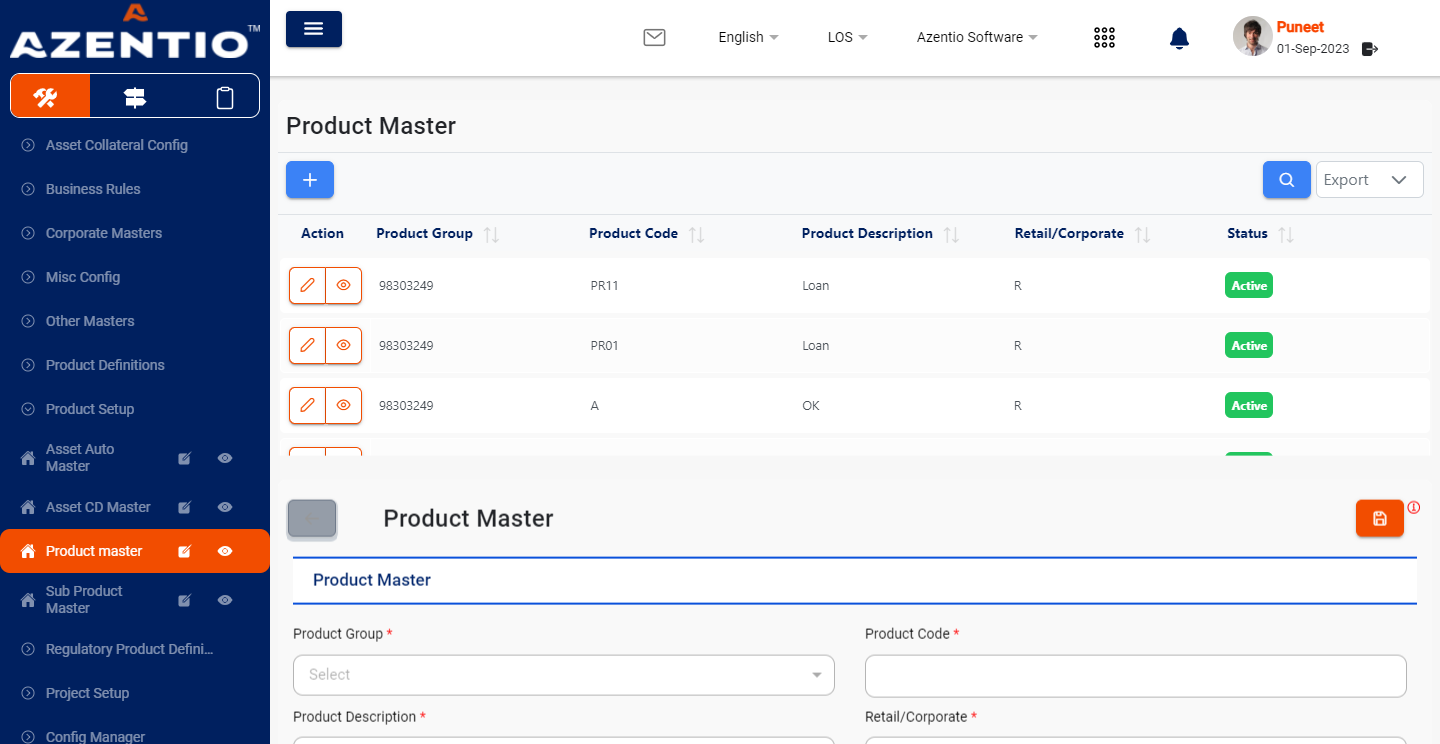 AZENTIO™
English
LOS
Azentio Software
Puneet
01-Sep-2023
Asset Collateral Config
Business Rules
Corporate Masters
Misc Config
Other Masters
Product Definitions
Product Setup
Asset Auto
Master
Asset CD Master
Product master
Sub Product
Master
Regulatory Product Defini...
Project Setup
Config Manager
Product Master
Export
Action Product Group Product Code Product Description Retail/Corporate Status
98303249 PR11 Loan R Active
98303249 PR01 Loan R Active
98303249 A OK R Active
Product Master
Product Master
Product Group * Product Code *
Select
Product Description * Retail/Corporate *